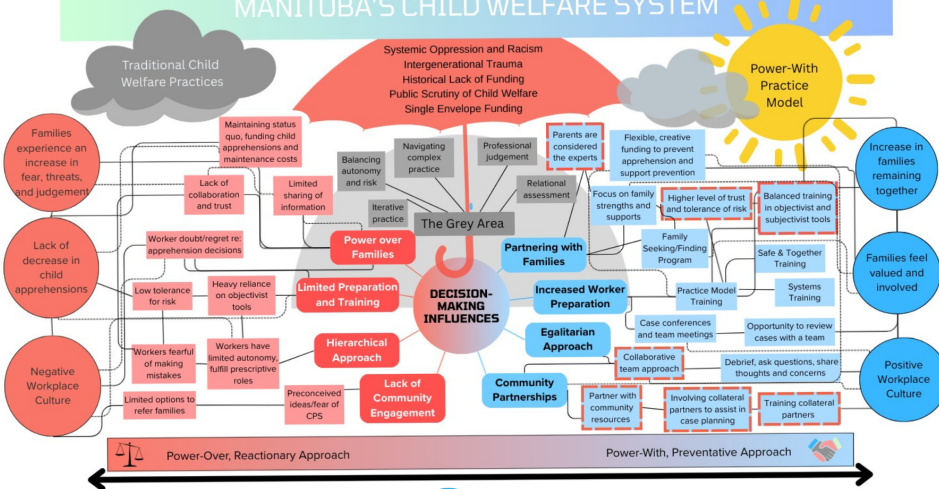 MANITOBA'S CHILD WELFARE SYSTEM
Traditional Child
Welfare Practices
Systemic Oppression and Racism
Intergenerational Trauma
Historical Lack of Funding
Public Scrutiny of Child Welfare
Single Envelope Funding
Power-With
Practice
Model
Families
experience an
increase in
fear, threats,
and judgement
Lack of
decrease in
child
apprehensions
Negative
Workplace
Culture
Maintaining status
quo, funding child
apprehensions and
maintenance costs
Lack of
collaboration
and trust
Limited
sharing of
information
Worker doubt/regret re:
apprehension decisions
Low tolerance
for risk
Heavy reliance
on objectivist
tools
Workers fearful
of making
mistakes
Workers have
limited autonomy,
fulfill prescriptive
roles
Limited options to
refer families
Preconceived
ideas/fear of
CPS
Balancing
autonomy
and risk
Navigating
complex
practice
Professional
judgement
Iterative
practice
Relational
assessment
The Grey Area
Power over
Families
Limited Preparation
and Training
Hierarchical
Approach
Lack of
Community
Engagement
DECISION-
MAKING
INFLUENCES
Partnering with
Families
Increased Worker
Preparation
Egalitarian
Approach
Community
Partnerships
Parents are
considered
the experts
Flexible, creative
funding to prevent
apprehension and
support prevention
Focus on family
strengths and
supports
Higher level of trust
and tolerance of risk
Balanced training
in objectivist and
subjectivist tools
Family
Seeking/Finding
Program
Safe & Together
Training
Practice Model
Training
Systems
Training
Case conferences
and team meetings
Opportunity to review
cases with a team
Collaborative
team approach
Debrief, ask questions, share
thoughts and concerns
Partner with
community
resources
Involving collateral
partners to assist in
case planning
Training collateral
partners
Increase in
families
remaining
together
Families feel
valued and
involved
Positive
Workplace
Culture
Power-Over, Reactionary Approach
Power-With, Preventative Approach